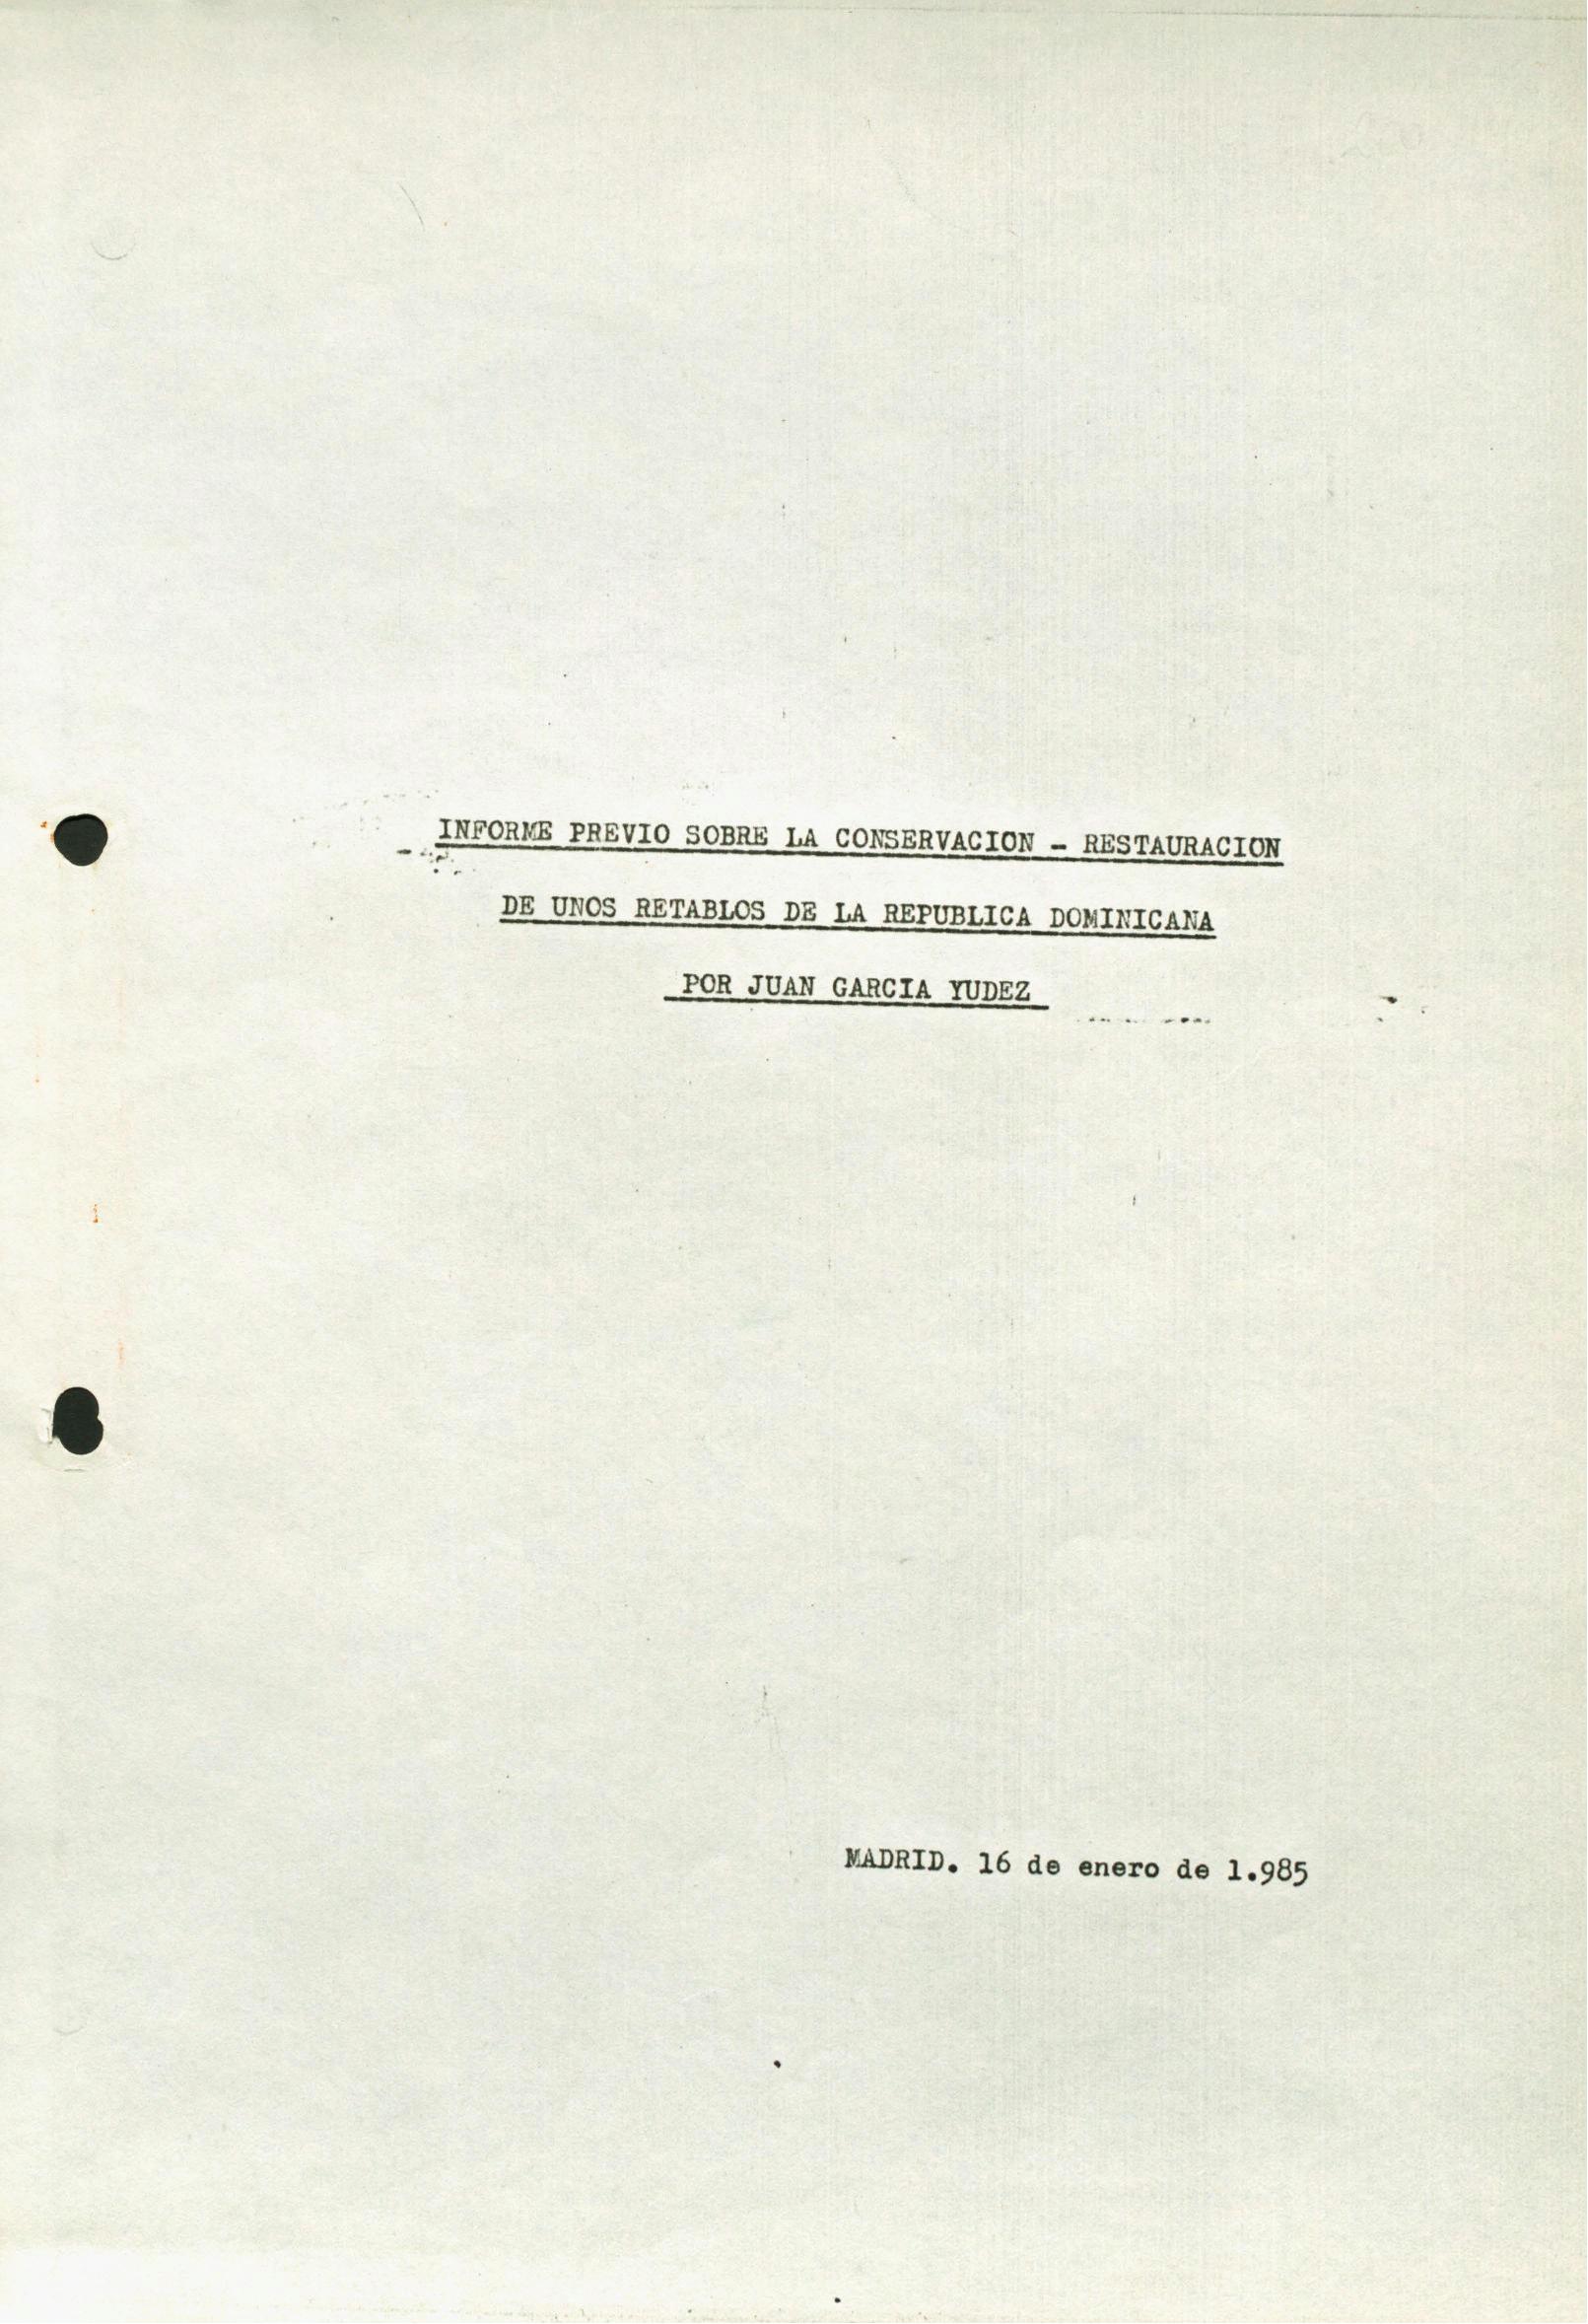 INFORME PREVIO SOBRE LA CONSERVACION - RESTAURACION
DE UNOS RETABLOS DE LA REPUBLICA DOMINICANA
POR JUAN GARCIA YUDEZ
MADRID. 16 de enero de 1.985